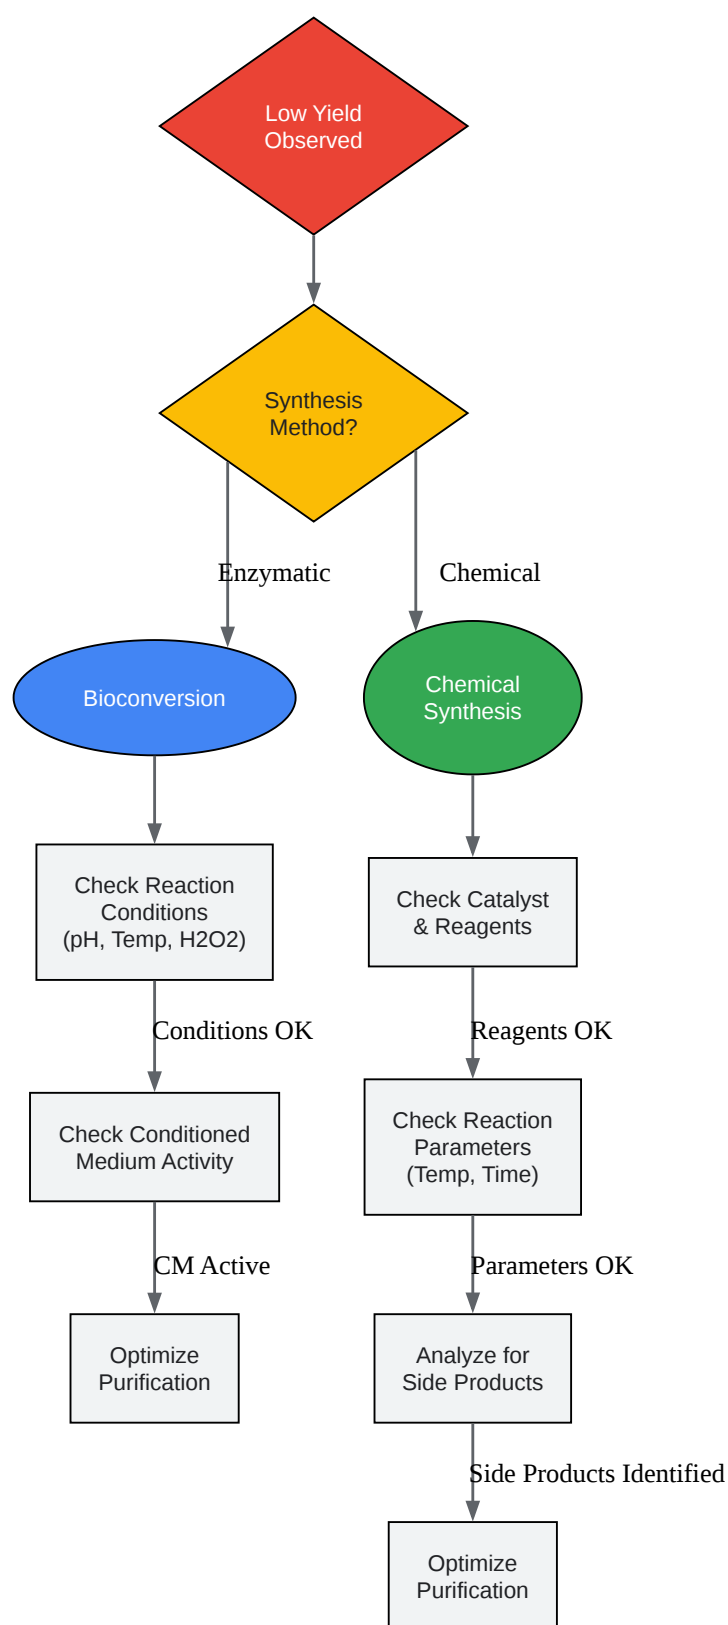 Low Yield
Observed
Synthesis
Method?
Enzymatic
Chemical
Bioconversion
Chemical
Synthesis
Check Reaction
Conditions
(pH, Temp, H2O2)
Check Catalyst
& Reagents
Conditions OK
Reagents OK
Check Conditioned
Medium Activity
Check Reaction
Parameters
(Temp, Time)
CM Active
Parameters OK
Optimize
Purification
Analyze for
Side Products
Side Products Identified
Optimize
Purification